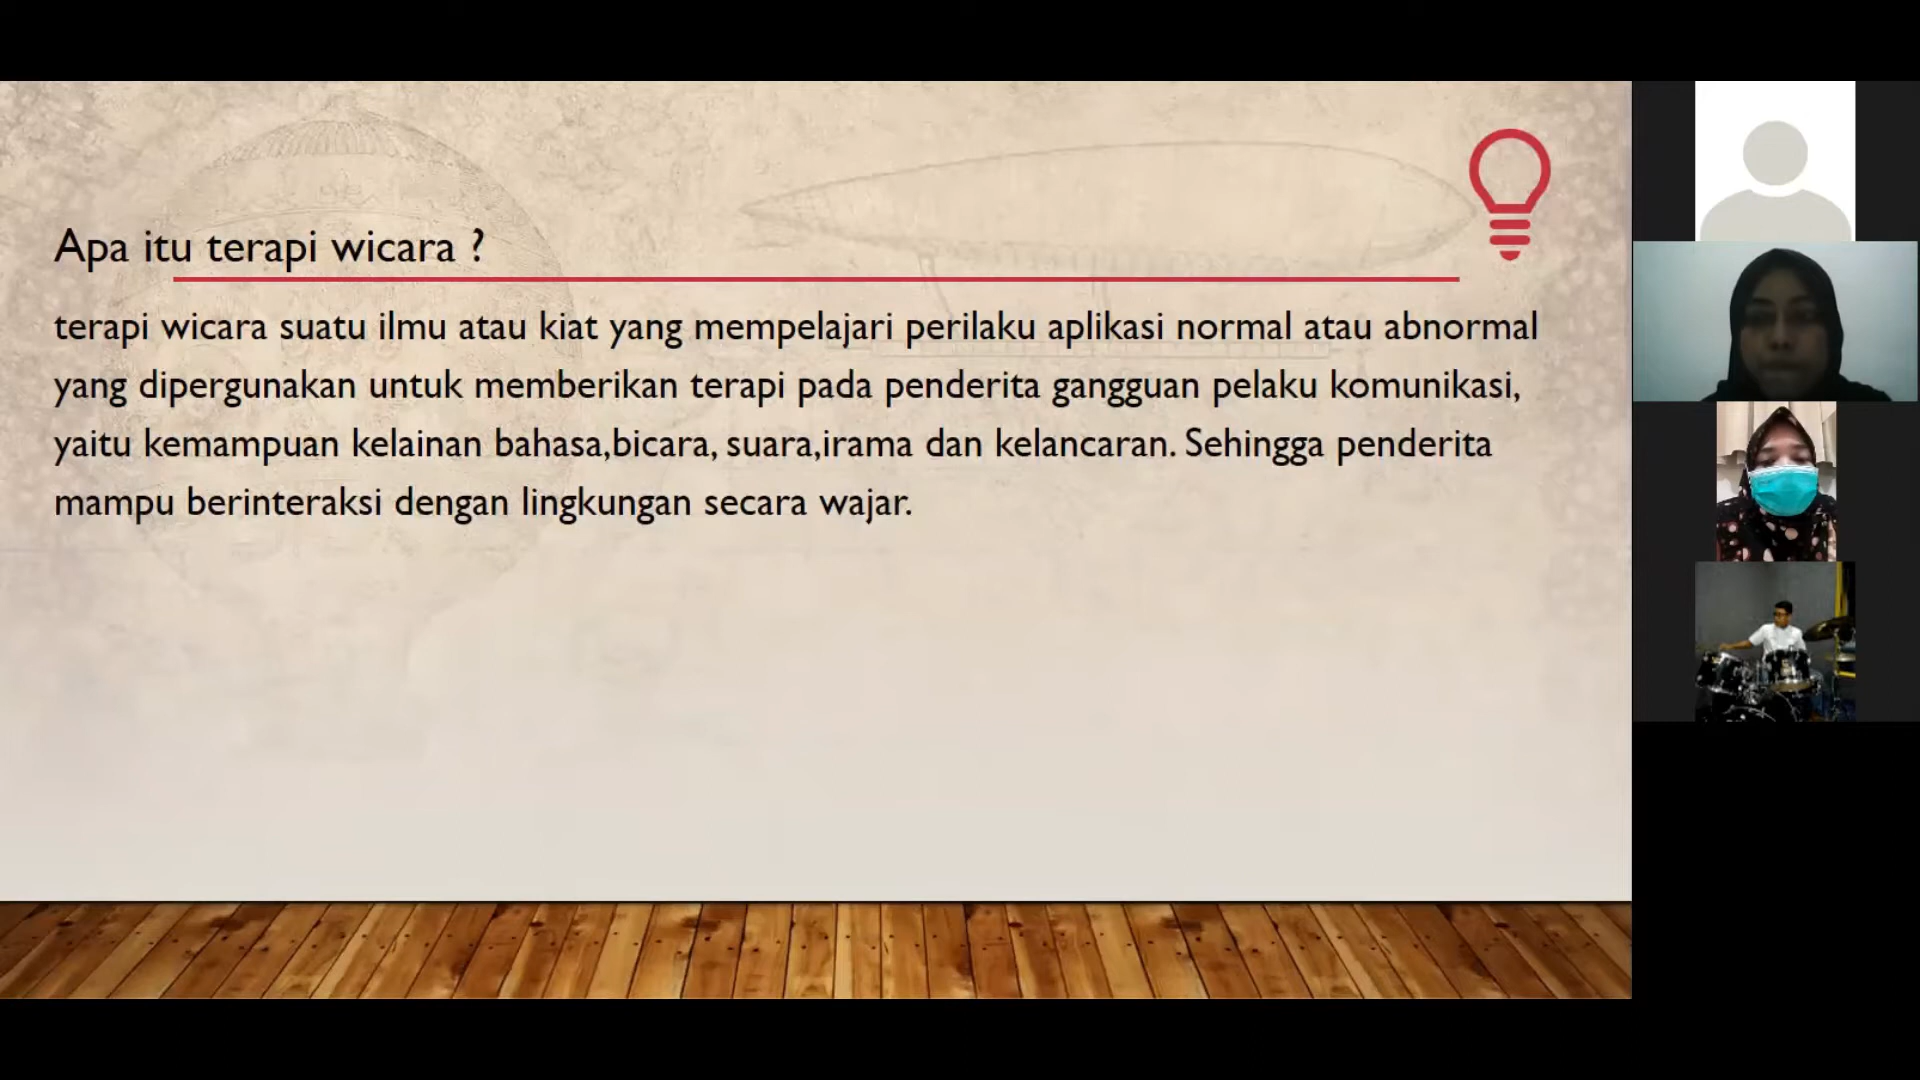 Apa itu terapi wicara ?
terapi wicara suatu ilmu atau kiat yang mempelajari perilaku aplikasi normal atau abnormal
yang dipergunakan untuk memberikan terapi pada penderita gangguan pelaku komunikasi,
yaitu kemampuan kelainan bahasa,bicara, suara,irama dan kelancaran. Sehingga penderita
mampu berinteraksi dengan lingkungan secara wajar.